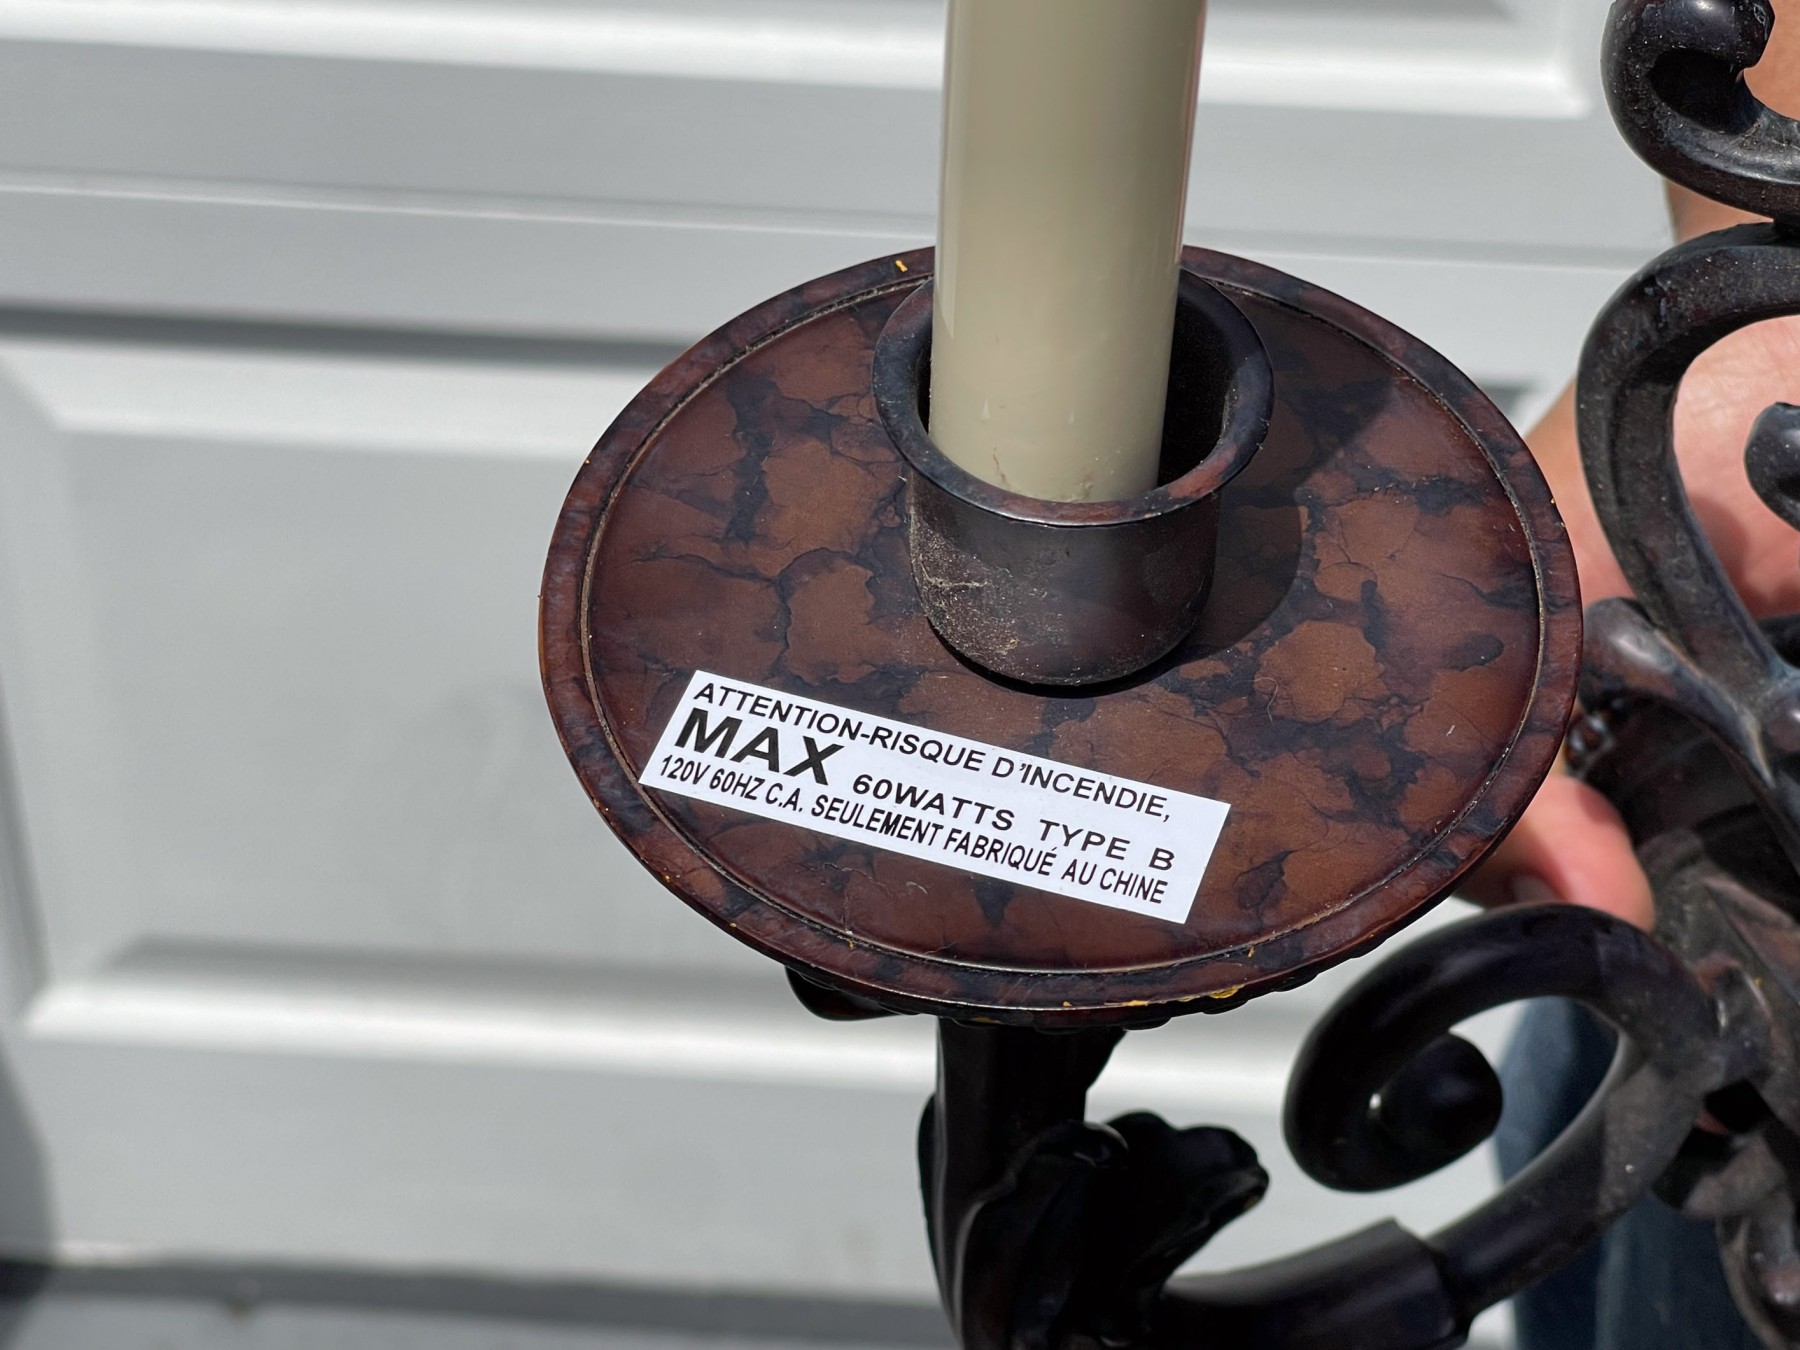 ATTENTION-RISQUE D'INCENDIE,
MAX 60WATTS TYPE B
120V 60HZ C.A. SEULEMENT FABRIQUÉ AU CHINE